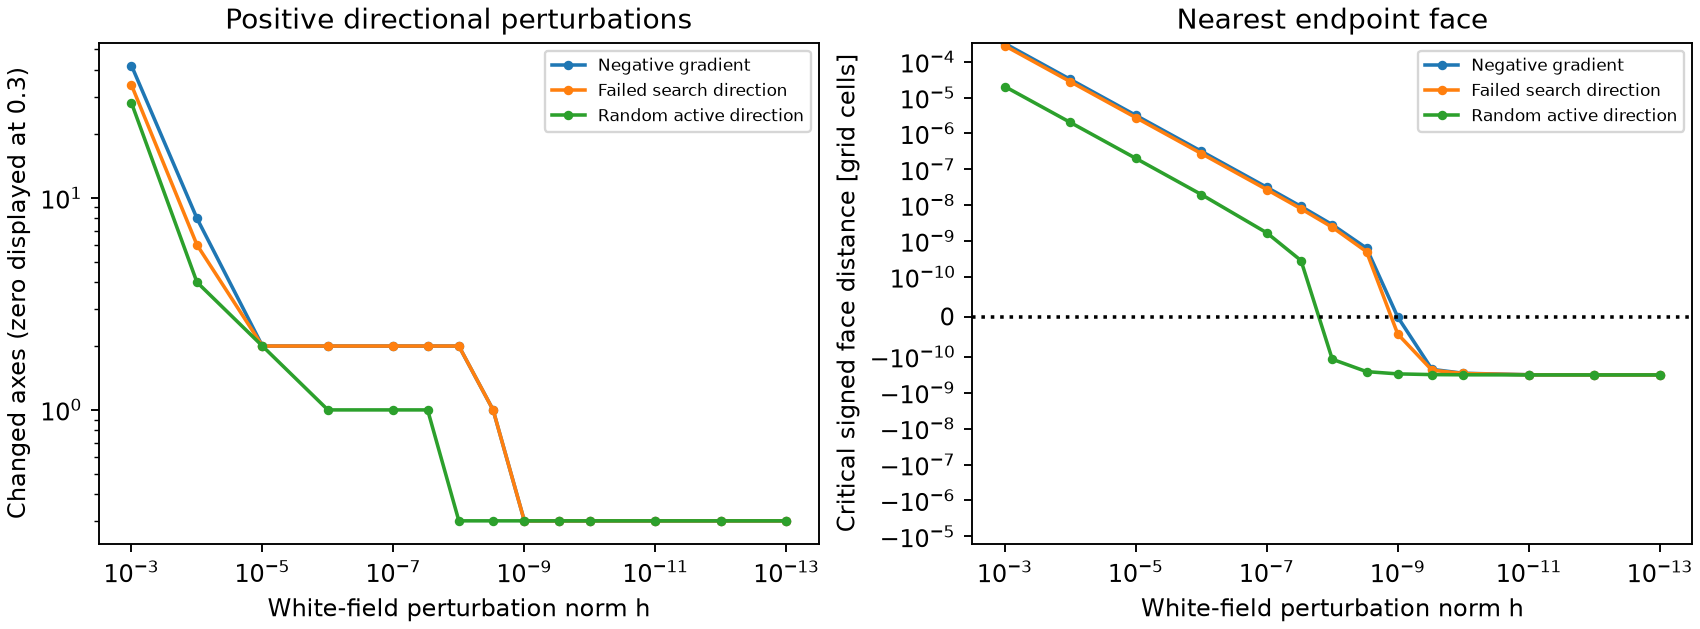 Positive directional perturbations
Changed axes (zero displayed at 0.3)
10¹
10⁰
Negative gradient
Failed search direction
Random active direction
10⁻³
10⁻⁵
10⁻⁷
10⁻⁹
10⁻¹¹
10⁻¹³
White-field perturbation norm h
Nearest endpoint face
Critical signed face distance [grid cells]
10⁻⁴
10⁻⁵
10⁻⁶
10⁻⁷
10⁻⁸
10⁻⁹
10⁻¹⁰
0
−10⁻¹⁰
−10⁻⁹
−10⁻⁸
−10⁻⁷
−10⁻⁶
−10⁻⁵
Negative gradient
Failed search direction
Random active direction
10⁻³
10⁻⁵
10⁻⁷
10⁻⁹
10⁻¹¹
10⁻¹³
White-field perturbation norm h